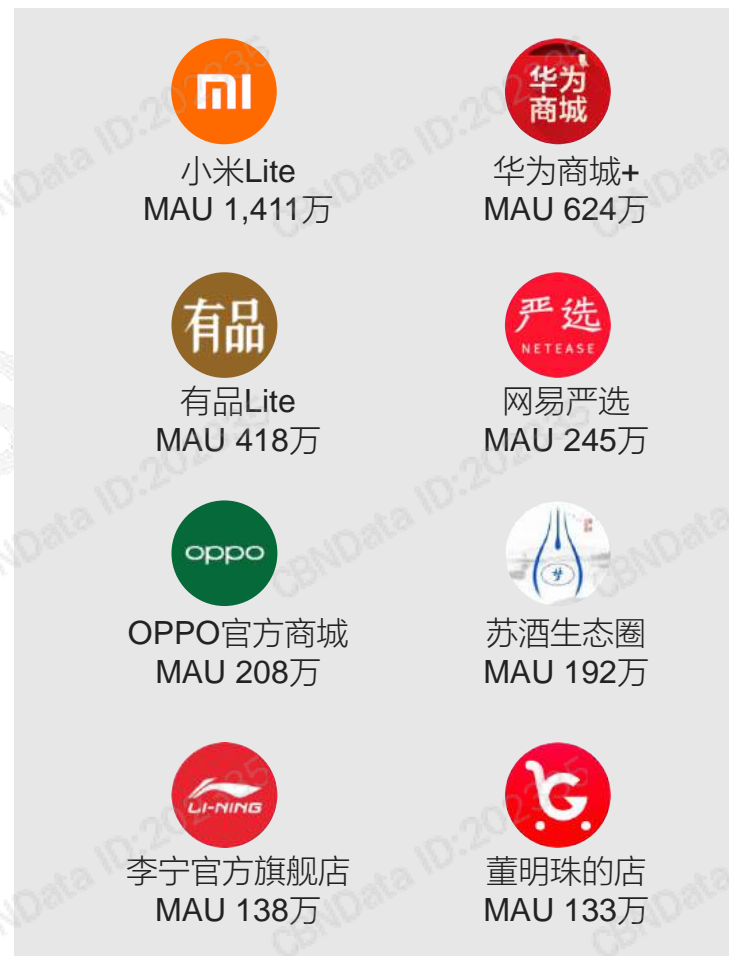 mi
华为
商城
小米Lite
MAU 1,411万
华为商城+
MAU 624万
有品
严选
NETEASE
有品Lite
MAU 418万
网易严选
MAU 245万
oppo
梦
OPPO官方商城
MAU 208万
苏酒生态圈
MAU 192万
LI-NING
李宁官方旗舰店
MAU 138万
董明珠的店
MAU 133万
CBNData ID:202335